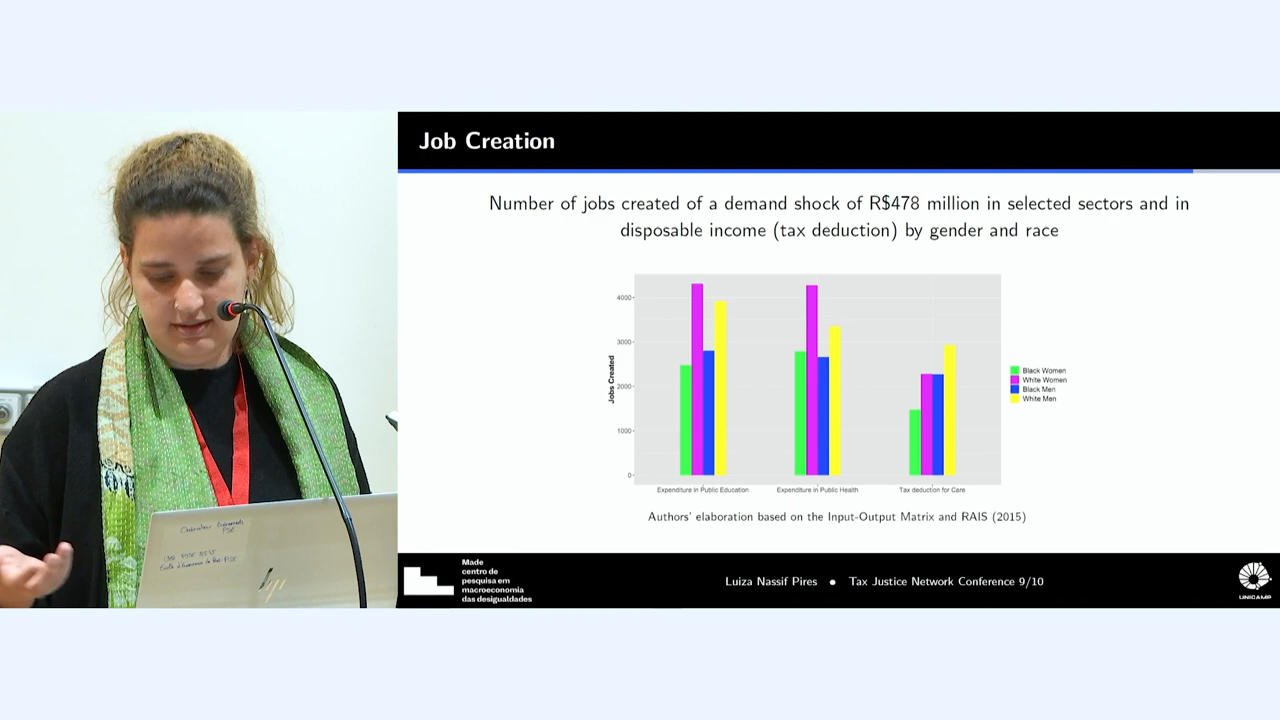 Job Creation
Number of jobs created of a demand shock of R$478 million in selected sectors and in
disposable income (tax deduction) by gender and race
4000
3000
2000
1000
0
Jobs Created
Expenditure in Public Education
Expenditure in Public Health
Tax deduction for Care
Black Women
White Women
Black Men
White Men
Authors' elaboration based on the Input-Output Matrix and RAIS (2015)
Made
centro de
pesquisa em
macroeconomia
das desigualdades
Luiza Nassif Pires • Tax Justice Network Conference 9/10
UNICAMP